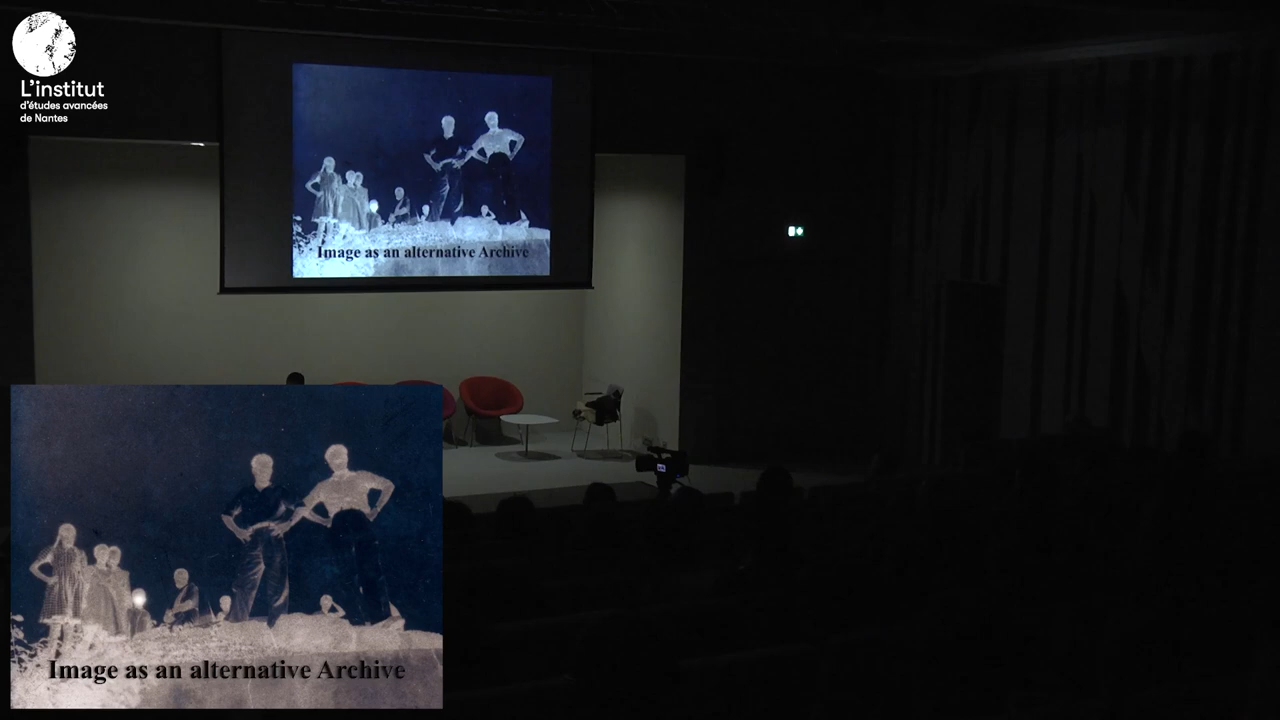 L'institut
d'études avancées
de Nantes
Image as an alternative Archive
Image as an alternative Archive